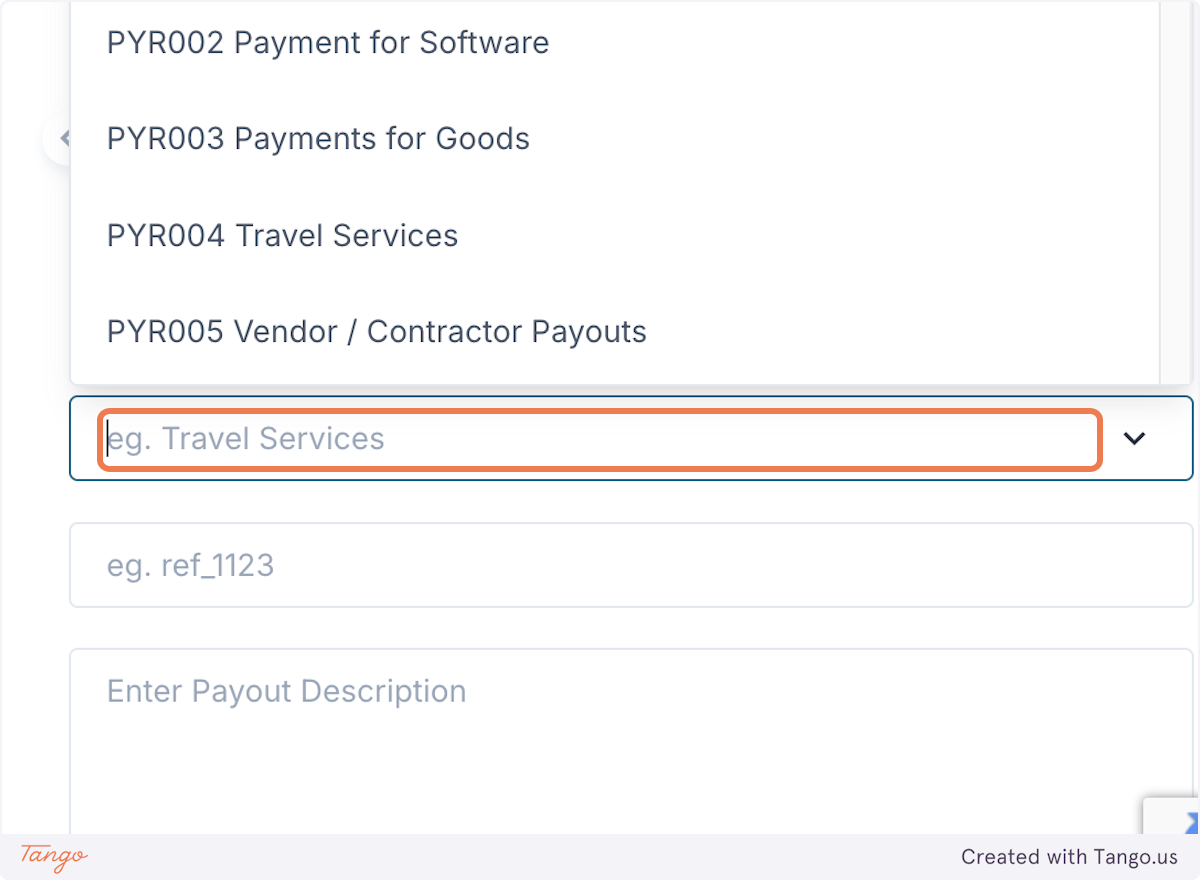 PYR002 Payment for Software
PYR003 Payments for Goods
PYR004 Travel Services
PYR005 Vendor / Contractor Payouts
eg. Travel Services
eg. ref_1123
Enter Payout Description
Tango
Created with Tango.us